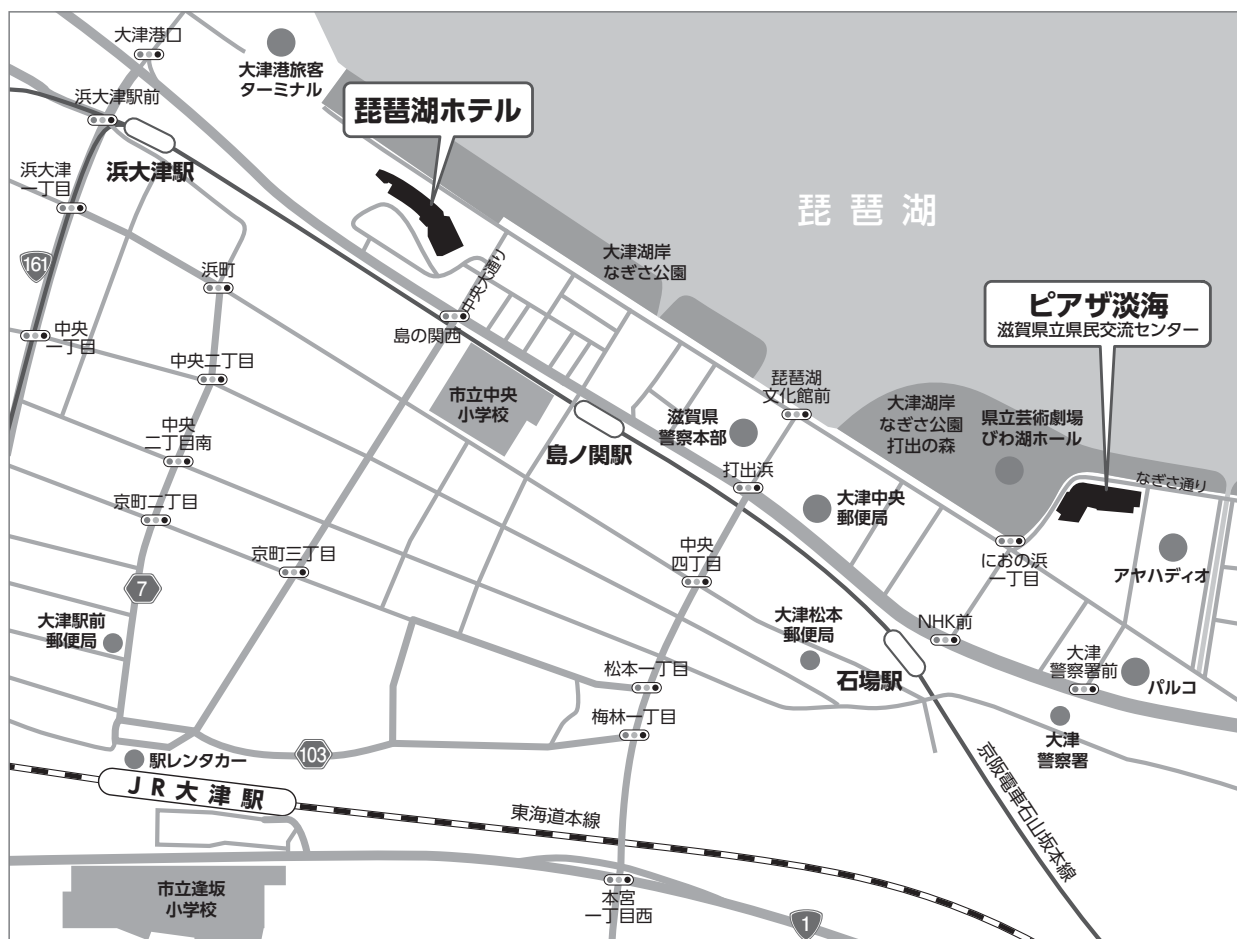 大津港口
大津港旅客
ターミナル
浜大津駅前
琵琶湖ホテル
浜大津駅
浜大津
一丁目
琵琶湖
161
浜町
中央大通り
大津湖岸
なぎさ公園
ピアザ淡海
滋賀県立県民交流センター
島の関西
中央
一丁目
中央二丁目
市立中央
小学校
琵琶湖
文化館前
大津湖岸
なぎさ公園
打出の森
県立芸術劇場
びわ湖ホール
滋賀県
警察本部
中央
二丁目南
島ノ関駅
打出浜
なぎさ通り
京町二丁目
大津中央
郵便局
京町三丁目
中央
四丁目
におの浜
一丁目
アヤハディオ
7
大津駅前
郵便局
大津松本
郵便局
NHK前
石場駅
大津
警察署前
パルコ
松本一丁目
梅林一丁目
103
駅レンタカー
大津
警察署
JR大津駅
東海道本線
京阪電車石山坂本線
市立逢坂
小学校
本宮
一丁目西
1